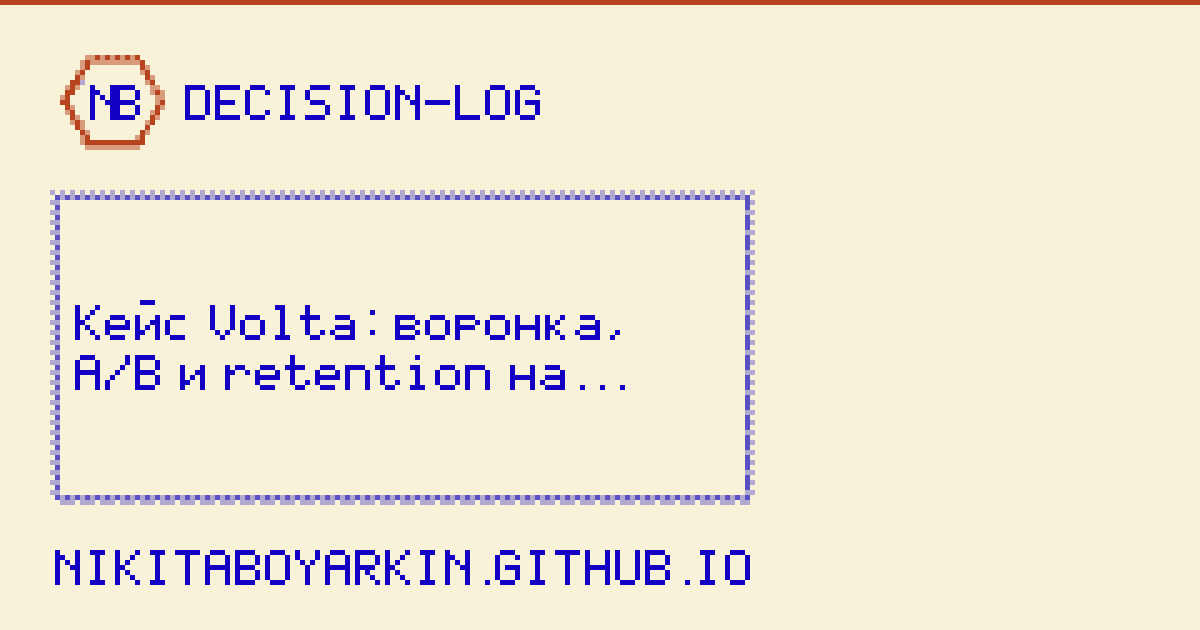 NB DECISION-LOG
Кейс Volta: воронка,
A/B и retention на...
NIKITABOYARKIN.GITHUB.IO